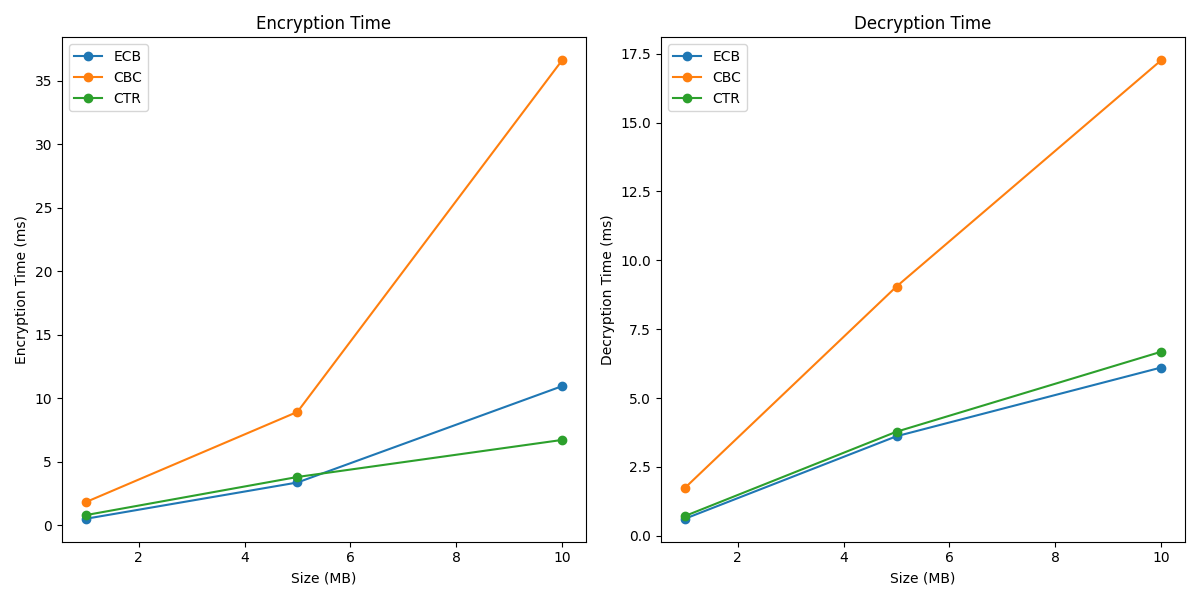 Encryption Time
ECB
CBC
CTR
35
30
25
20
15
10
5
0
Encryption Time (ms)
2
4
6
8
10
Size (MB)
Decryption Time
ECB
CBC
CTR
17.5
15.0
12.5
10.0
7.5
5.0
2.5
0.0
Decryption Time (ms)
2
4
6
8
10
Size (MB)